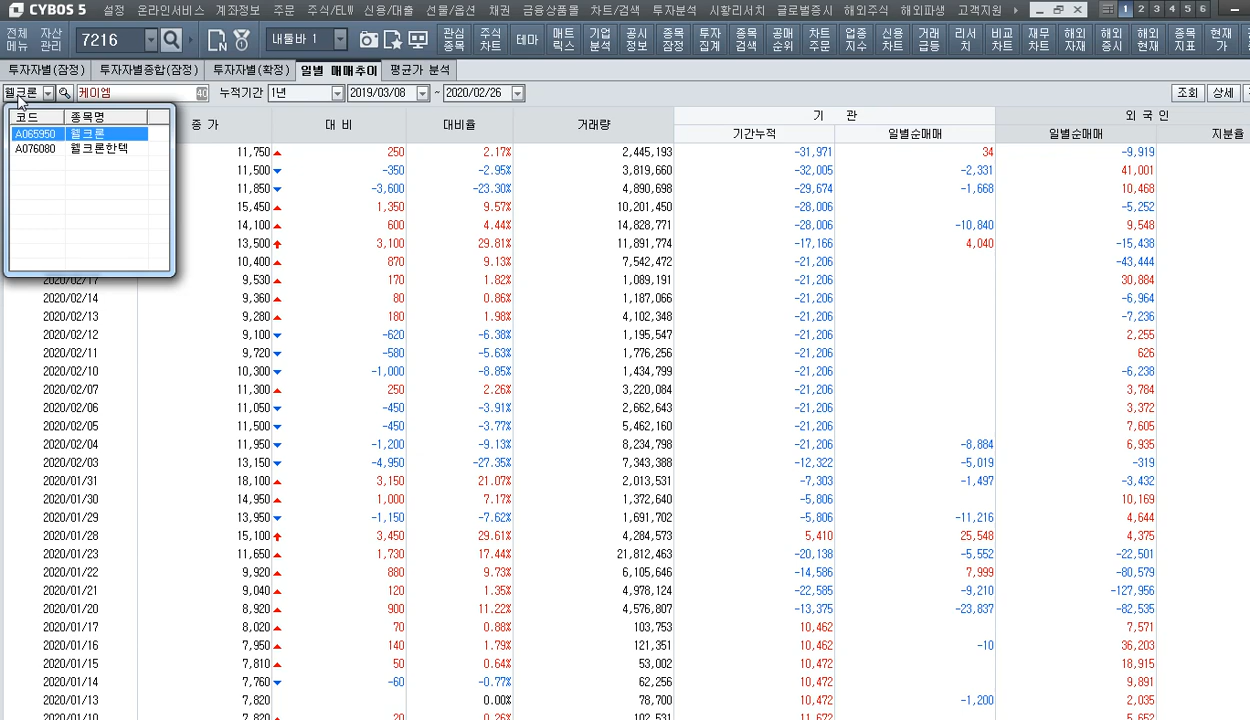 CYBOS 5 설정 온라인서비스 계좌정보 주문 주식/ELW 신용/대출 선물/옵션 채권 금융상품몰 차트/검색 투자분석 시황리서치 글로벌증시 해외주식 해외파생 고객지원 1 2 3 4 5 6
전체메뉴 자산관리 7216 내툴바 1 관심종목 주식차트 테마 매트릭스 기업분석 공시정보 종목잠정 투자집계 종목검색 공매순위 차트주문 업종지수 신용차트 거래급등 리서치 비교차트 재무차트 해외자재 해외증시 해외현재 종목지표 현재가
투자자별(잠정) 투자자별종합(잠정) 투자자별(확정) 일별 매매추이 평균가 분석
웰크론 케이엠 40 누적기간 1년 2019/03/08 ~ 2020/02/26 조회 상세
코드 종목명
A065950 웰크론
A076080 웰크론한텍
종 가 대 비 대비율 거래량 기 관 외 국 인
기간누적 일별순매매 일별순매매 지분율
11,750 250 2.17% 2,445,193 -31,971 34 -9,919
11,500 -350 -2.95% 3,819,660 -32,005 -2,331 41,001
11,850 -3,600 -23.30% 4,890,698 -29,674 -1,668 10,468
15,450 1,350 9.57% 10,201,450 -28,006 -5,252
14,100 600 4.44% 14,828,771 -28,006 -10,840 9,548
13,500 3,100 29.81% 11,891,774 -17,166 4,040 -15,438
10,400 870 9.13% 7,542,472 -21,206 -43,444
2020/02/17 9,530 170 1.82% 1,089,191 -21,206 30,884
2020/02/14 9,360 80 0.86% 1,187,066 -21,206 -6,964
2020/02/13 9,280 180 1.98% 4,102,348 -21,206 -7,236
2020/02/12 9,100 -620 -6.38% 1,195,547 -21,206 2,255
2020/02/11 9,720 -580 -5.63% 1,776,256 -21,206 626
2020/02/10 10,300 -1,000 -8.85% 1,434,799 -21,206 -6,238
2020/02/07 11,300 250 2.26% 3,220,084 -21,206 3,784
2020/02/06 11,050 -450 -3.91% 2,662,643 -21,206 3,372
2020/02/05 11,500 -450 -3.77% 5,462,160 -21,206 7,605
2020/02/04 11,950 -1,200 -9.13% 8,234,798 -21,206 -8,884 6,935
2020/02/03 13,150 -4,950 -27.35% 7,343,388 -12,322 -5,019 -319
2020/01/31 18,100 3,150 21.07% 2,013,531 -7,303 -1,497 -3,432
2020/01/30 14,950 1,000 7.17% 1,372,640 -5,806 10,169
2020/01/29 13,950 -1,150 -7.62% 1,691,702 -5,806 -11,216 4,644
2020/01/28 15,100 3,450 29.61% 4,284,573 5,410 25,548 4,375
2020/01/23 11,650 1,730 17.44% 21,812,463 -20,138 -5,552 -22,501
2020/01/22 9,920 880 9.73% 6,105,646 -14,586 7,999 -80,579
2020/01/21 9,040 120 1.35% 4,978,124 -22,585 -9,210 -127,956
2020/01/20 8,920 900 11.22% 4,576,807 -13,375 -23,837 -82,535
2020/01/17 8,020 70 0.88% 103,753 10,462 7,571
2020/01/16 7,950 140 1.79% 121,351 10,462 -10 36,203
2020/01/15 7,810 50 0.64% 53,002 10,472 18,915
2020/01/14 7,760 -60 -0.77% 62,256 10,472 9,891
2020/01/13 7,820 0.00% 78,700 10,472 -1,200 2,035
2020/01/10 7,820 20 0.26% 102,531 11,672 5,652